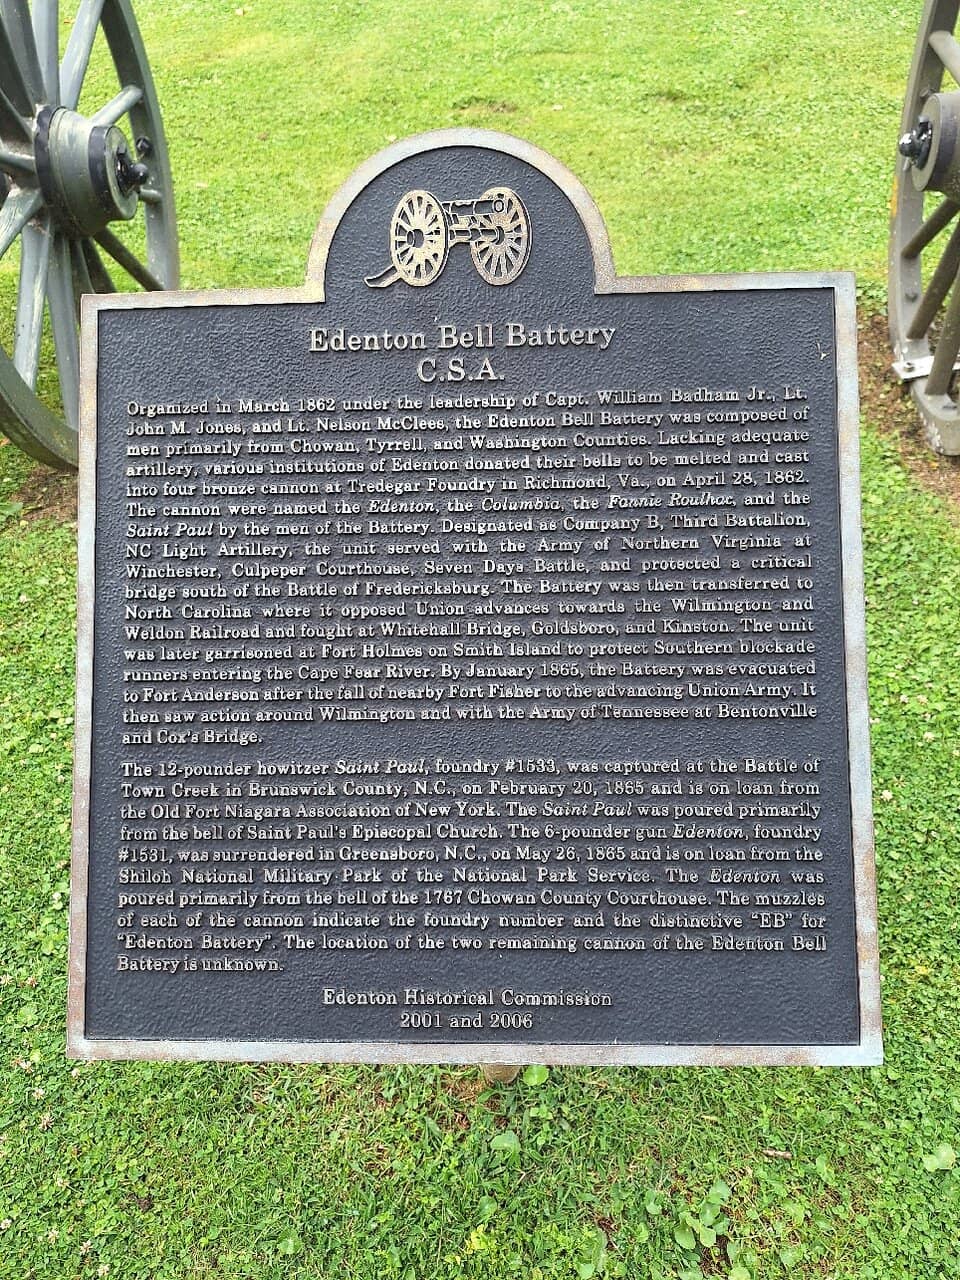 Edenton Bell Battery
C.S.A.
Organized in March 1862 under the leadership of Capt. William Badham Jr., Lt.
John M. Jones, and Lt. Nelson McClees, the Edenton Bell Battery was composed of
men primarily from Chowan, Tyrrell, and Washington Counties. Lacking adequate
artillery, various institutions of Edenton donated their bells to be melted and cast
into four bronze cannon at Tredegar Foundry in Richmond, Va., on April 28, 1862.
The cannon were named the Edenton, the Columbia, the Fannie Roulhac, and the
Saint Paul by the men of the Battery. Designated as Company B, Third Battalion,
NC Light Artillery, the unit served with the Army of Northern Virginia at
Winchester, Culpeper Courthouse, Seven Days Battle, and protected a critical
bridge south of the Battle of Fredericksburg. The Battery was then transferred to
North Carolina where it opposed Union advances towards the Wilmington and
Weldon Railroad and fought at Whitehall Bridge, Goldsboro, and Kinston. The unit
was later garrisoned at Fort Holmes on Smith Island to protect Southern blockade
runners entering the Cape Fear River. By January 1865, the Battery was evacuated
to Fort Anderson after the fall of nearby Fort Fisher to the advancing Union Army. It
then saw action around Wilmington and with the Army of Tennessee at Bentonville
and Cox's Bridge.
The 12-pounder howitzer Saint Paul, foundry #1533, was captured at the Battle of
Town Creek in Brunswick County, N.C., on February 20, 1865 and is on loan from
the Old Fort Niagara Association of New York. The Saint Paul was poured primarily
from the bell of Saint Paul's Episcopal Church. The 6-pounder gun Edenton, foundry
#1531, was surrendered in Greensboro, N.C., on May 26, 1865 and is on loan from the
Shiloh National Military Park of the National Park Service. The Edenton was
poured primarily from the bell of the 1767 Chowan County Courthouse. The muzzles
of each of the cannon indicate the foundry number and the distinctive "EB" for
"Edenton Battery". The location of the two remaining cannon of the Edenton Bell
Battery is unknown.
Edenton Historical Commission
2001 and 2006